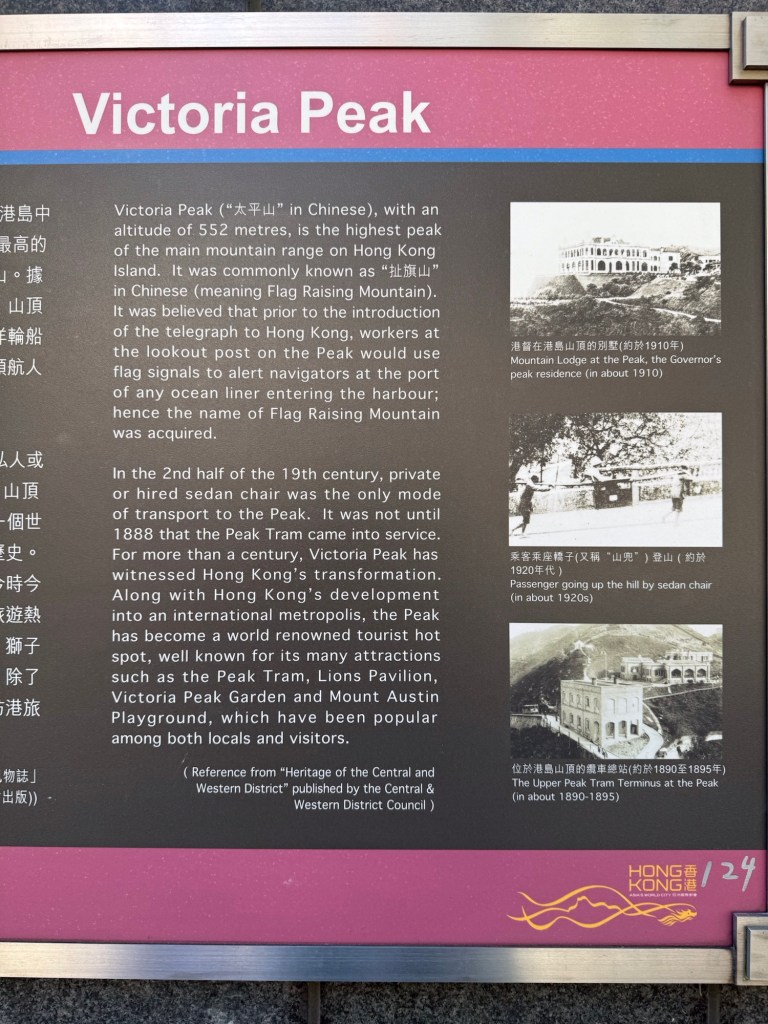 Victoria Peak
港島中
最高的
山。據
山頂
洋輪船
領航人
私人或
山頂
一個世
歷史。
今時今
旅遊熱
獅子
除了
訪港旅
物誌」
出版))
Victoria Peak (“太平山” in Chinese), with an
altitude of 552 metres, is the highest peak
of the main mountain range on Hong Kong
Island. It was commonly known as “扯旗山”
in Chinese (meaning Flag Raising Mountain).
It was believed that prior to the introduction
of the telegraph to Hong Kong, workers at
the lookout post on the Peak would use
flag signals to alert navigators at the port
of any ocean liner entering the harbour;
hence the name of Flag Raising Mountain
was acquired.
In the 2nd half of the 19th century, private
or hired sedan chair was the only mode
of transport to the Peak. It was not until
1888 that the Peak Tram came into service.
For more than a century, Victoria Peak has
witnessed Hong Kong’s transformation.
Along with Hong Kong’s development
into an international metropolis, the Peak
has become a world renowned tourist hot
spot, well known for its many attractions
such as the Peak Tram, Lions Pavilion,
Victoria Peak Garden and Mount Austin
Playground, which have been popular
among both locals and visitors.
( Reference from “Heritage of the Central and
Western District” published by the Central &
Western District Council )
港督在港島山頂的別墅(約於1910年)
Mountain Lodge at the Peak, the Governor’s
peak residence (in about 1910)
乘客乘座轎子(又稱“山兜”) 登山 ( 約於
1920年代 )
Passenger going up the hill by sedan chair
(in about 1920s)
位於港島山頂的纜車總站(約於1890至1895年)
The Upper Peak Tram Terminus at the Peak
(in about 1890-1895)
HONG 香
KONG 港
ASIA'S WORLD CITY 亞洲國際都會
124